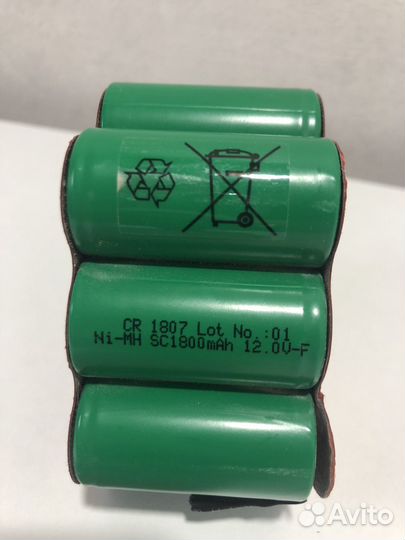 CR 1807 Lot No.:01
Ni-MH SC1800mAh 12.0V-F
Avito